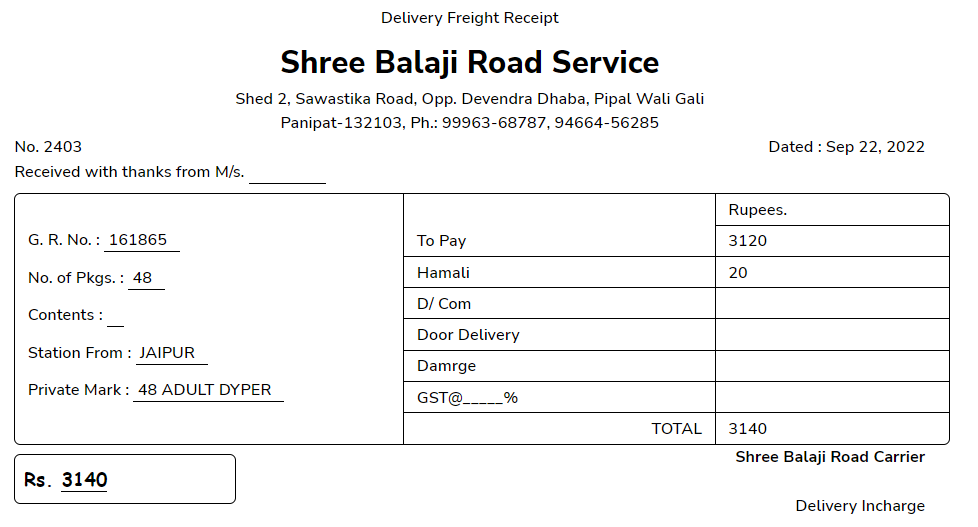 Delivery Freight Receipt
Shree Balaji Road Service
Shed 2, Sawastika Road, Opp. Devendra Dhaba, Pipal Wali Gali
Panipat-132103, Ph.: 99963-68787, 94664-56285
No. 2403 Dated : Sep 22, 2022
Received with thanks from M/s. ________
Rupees.
G. R. No. : 161865 To Pay 3120
No. of Pkgs. : 48 Hamali 20
Contents : __ D/ Com
Door Delivery
Station From : JAIPUR Damrge
Private Mark : 48 ADULT DYPER GST@_____%
TOTAL 3140
Shree Balaji Road Carrier
Rs. 3140
Delivery Incharge